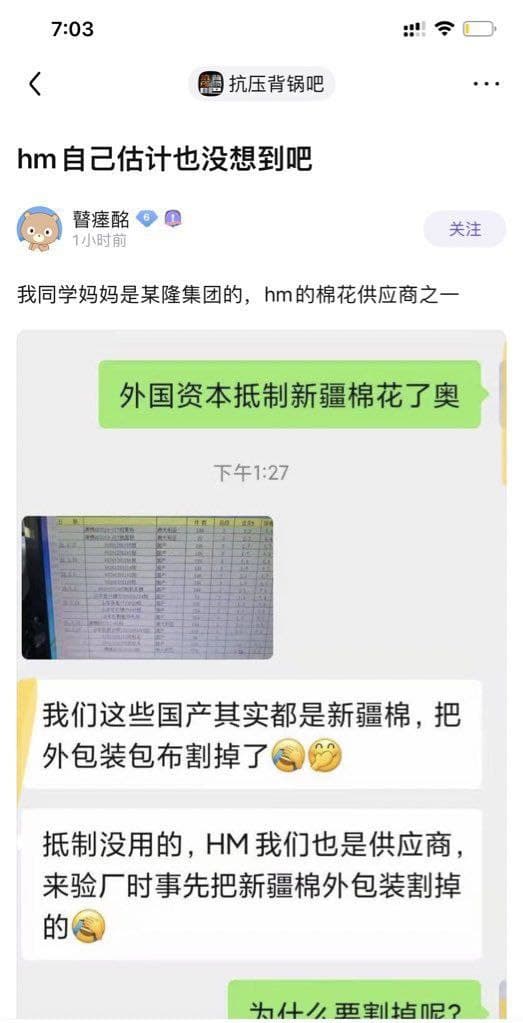 7:03
抗压背锅吧
hm自己估计也没想到吧
瞽瘗酩
6
1小时前
关注
我同学妈妈是某隆集团的，hm的棉花供应商之一
外国资本抵制新疆棉花了奥
下午1:27
我们这些国产其实都是新疆棉，把
外包装包布割掉了
抵制没用的，HM我们也是供应商，
来验厂时事先把新疆棉外包装割掉
的
为什么要割掉呢?